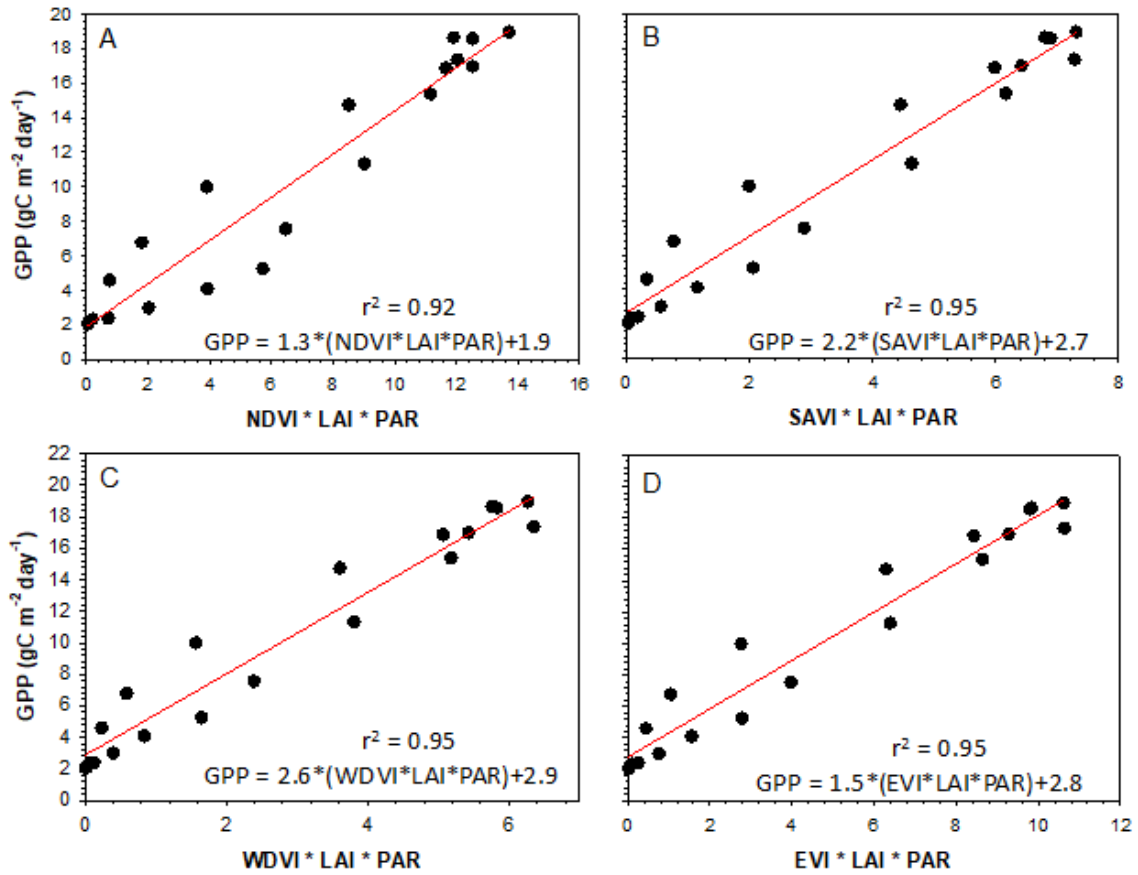 20
18
16
14
12
10
8
6
4
2
0
GPP (gC m⁻² day⁻¹)
A
r² = 0.92
GPP = 1.3*(NDVI*LAI*PAR)+1.9
0 2 4 6 8 10 12 14 16
NDVI * LAI * PAR
B
r² = 0.95
GPP = 2.2*(SAVI*LAI*PAR)+2.7
0 2 4 6 8
SAVI * LAI * PAR
22
20
18
16
14
12
10
8
6
4
2
0
GPP (gC m⁻² day⁻¹)
C
r² = 0.95
GPP = 2.6*(WDVI*LAI*PAR)+2.9
0 2 4 6
WDVI * LAI * PAR
D
r² = 0.95
GPP = 1.5*(EVI*LAI*PAR)+2.8
0 2 4 6 8 10 12
EVI * LAI * PAR